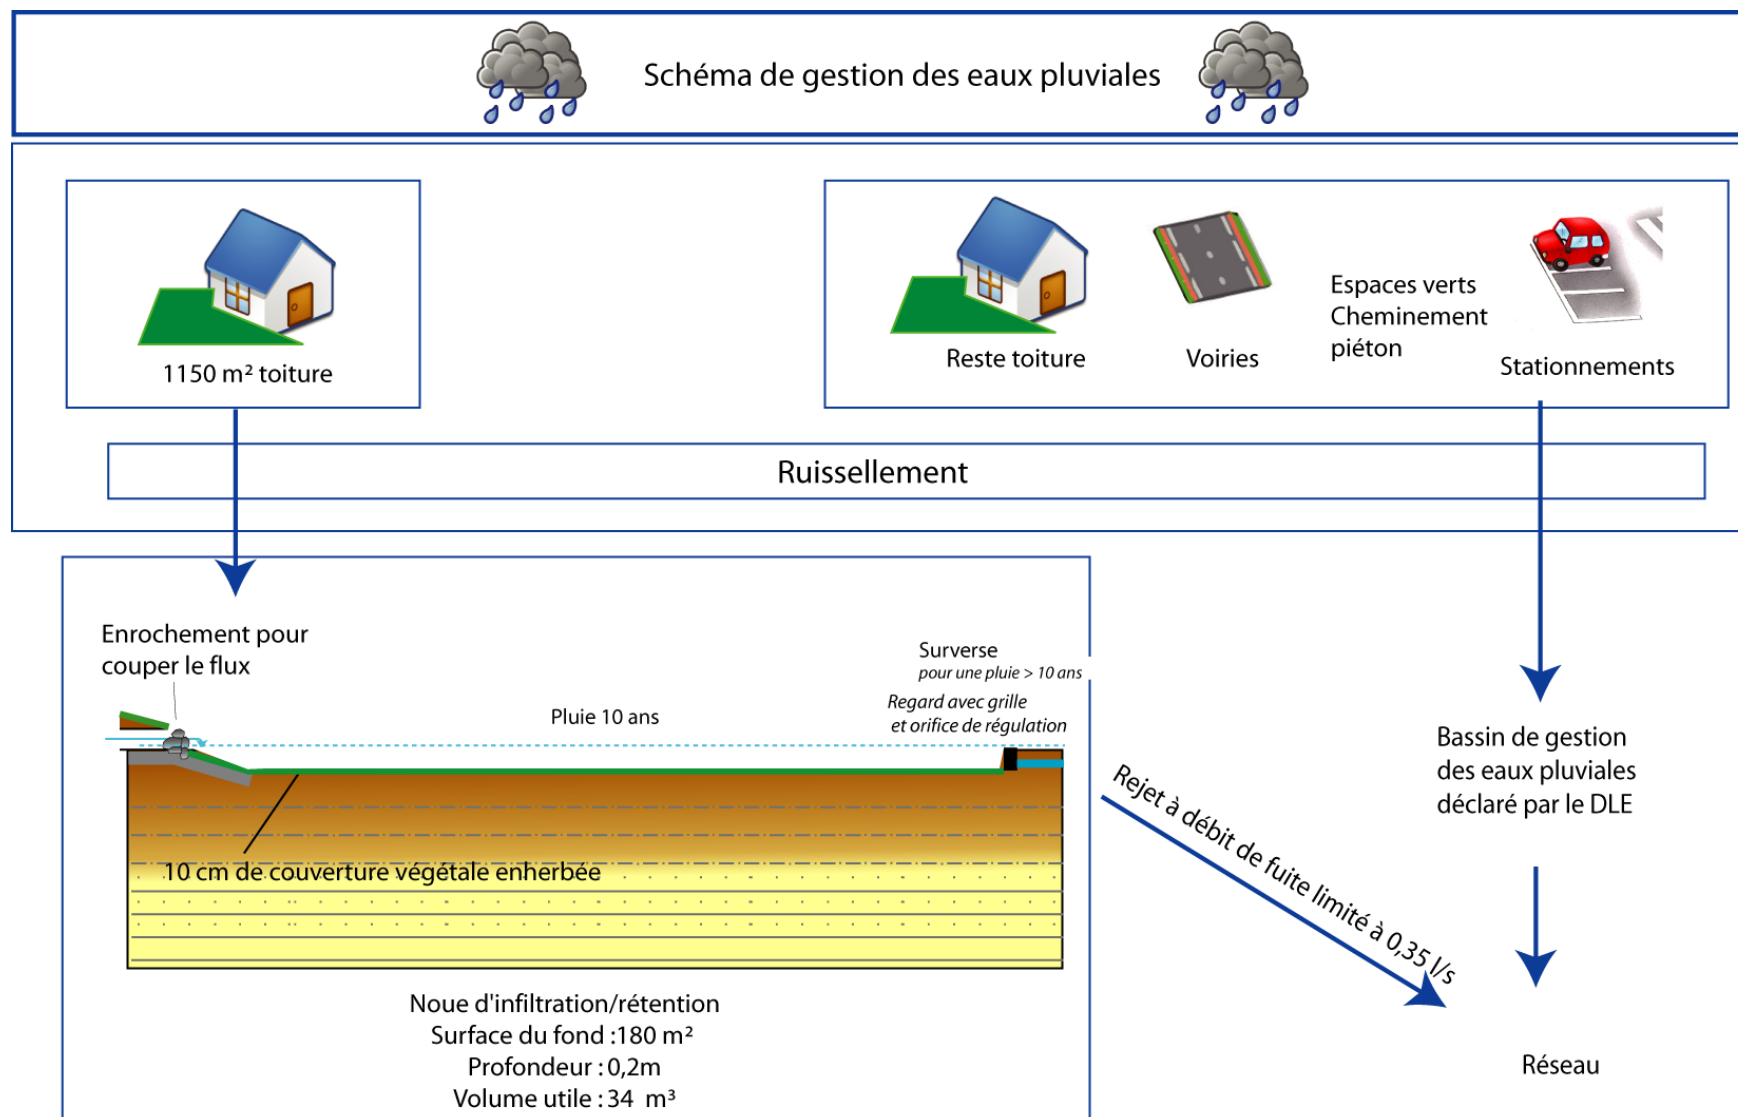 Schéma de gestion des eaux pluviales
1150 m² toiture
Reste toiture
Voiries
Espaces verts
Cheminement
piéton
Stationnements
Ruissellement
Enrochement pour
couper le flux
Surverse
pour une pluie > 10 ans
Regard avec grille
et orifice de régulation
Pluie 10 ans
10 cm de couverture végétale enherbée
Noue d'infiltration/rétention
Surface du fond :180 m²
Profondeur : 0,2m
Volume utile : 34 m³
Rejet à débit de fuite limité à 0,35 l/s
Bassin de gestion
des eaux pluviales
déclaré par le DLE
Réseau